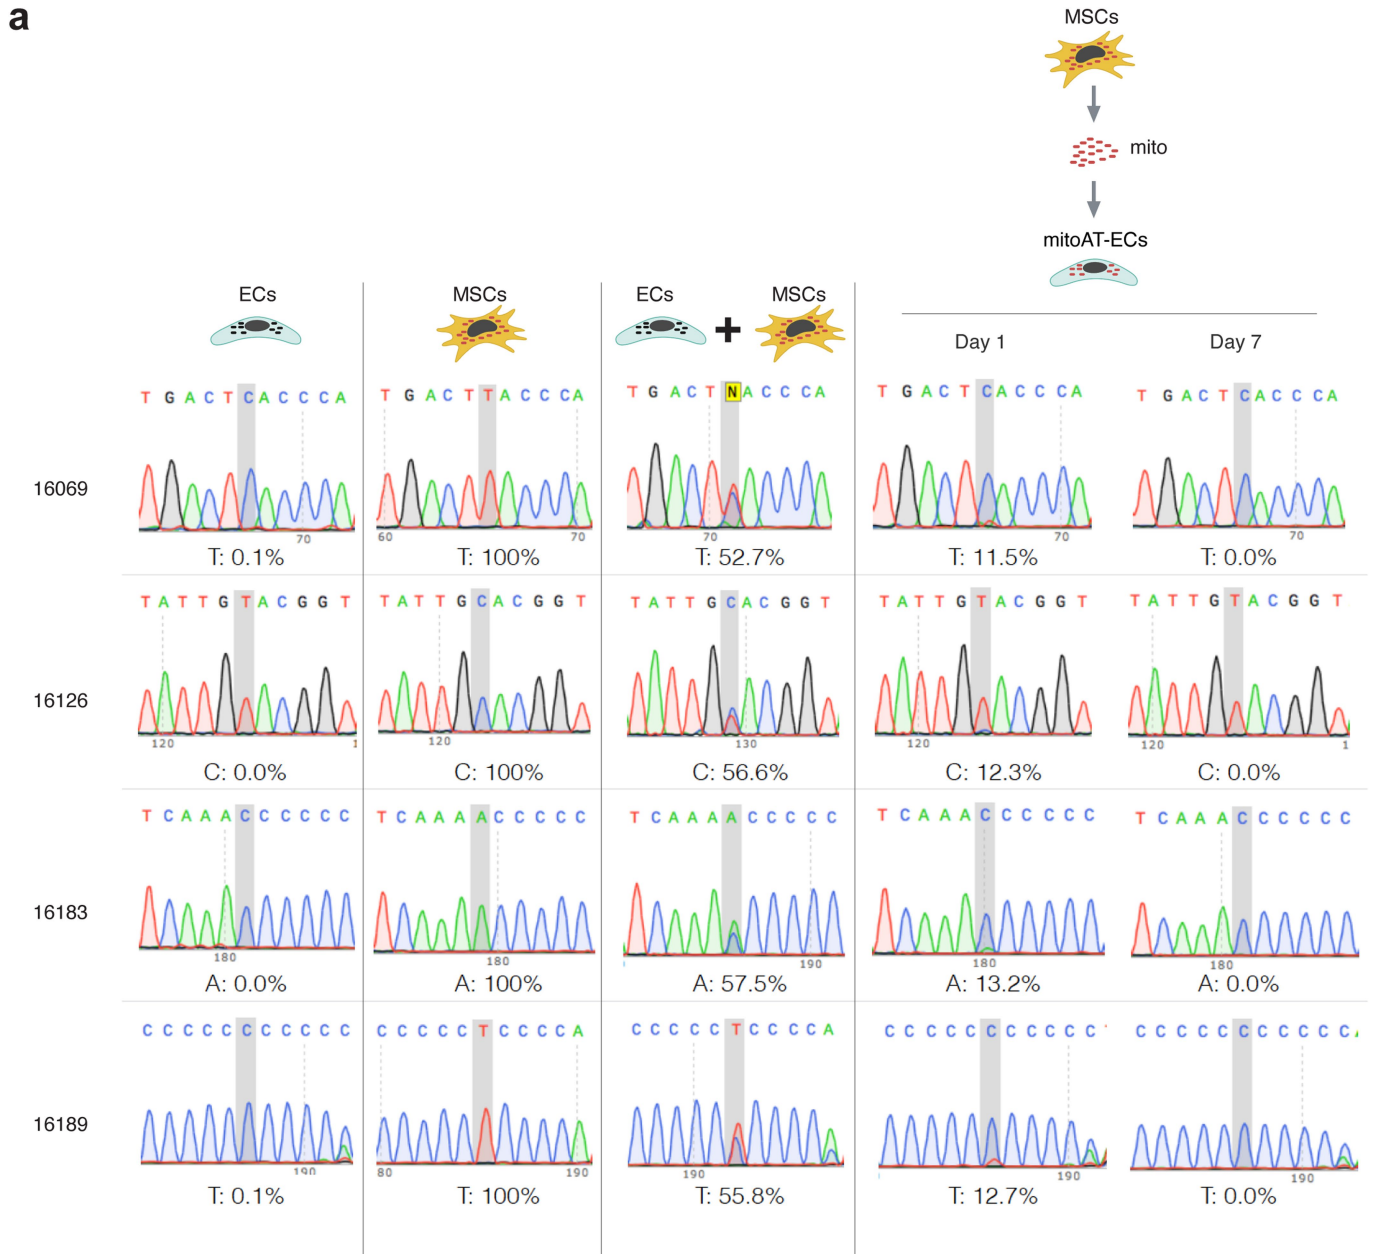 a
MSCs
mito
mitoAT-ECs
ECs
MSCs
ECs
MSCs
+
Day 1
Day 7
16069
T G A C T C A C C C A
70
T: 0.1%
T G A C T T A C C C A
60 70
T: 100%
T G A C T N A C C C A
70
T: 52.7%
T G A C T C A C C C A
70
T: 11.5%
T G A C T C A C C C A
70
T: 0.0%
16126
T A T T G T A C G G T
120 1
C: 0.0%
T A T T G C A C G G T
120
C: 100%
T A T T G C A C G G T
130
C: 56.6%
T A T T G T A C G G T
120
C: 12.3%
T A T T G T A C G G T
120 1
C: 0.0%
16183
T C A A A C C C C C C
180
A: 0.0%
T C A A A A C C C C C
180
A: 100%
T C A A A A C C C C C
190
A: 57.5%
T C A A A C C C C C C
180
A: 13.2%
T C A A A C C C C C C
180
A: 0.0%
16189
C C C C C C C C C C C
190
T: 0.1%
C C C C C T C C C C A
80 190
T: 100%
C C C C C T C C C C A
190
T: 55.8%
C C C C C C C C C C C
190
T: 12.7%
C C C C C C C C C C C
190
T: 0.0%